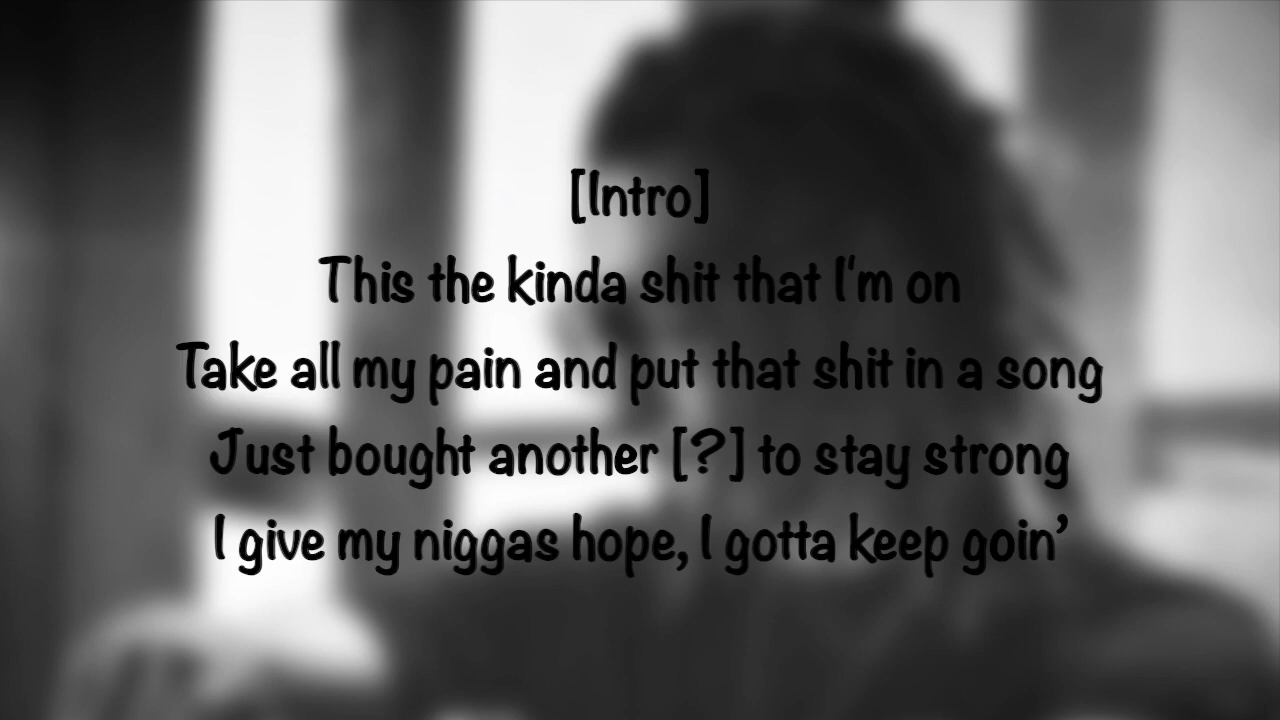 [Intro]
This the kinda shit that I'm on
Take all my pain and put that shit in a song
Just bought another [?] to stay strong
I give my niggas hope, I gotta keep goin’